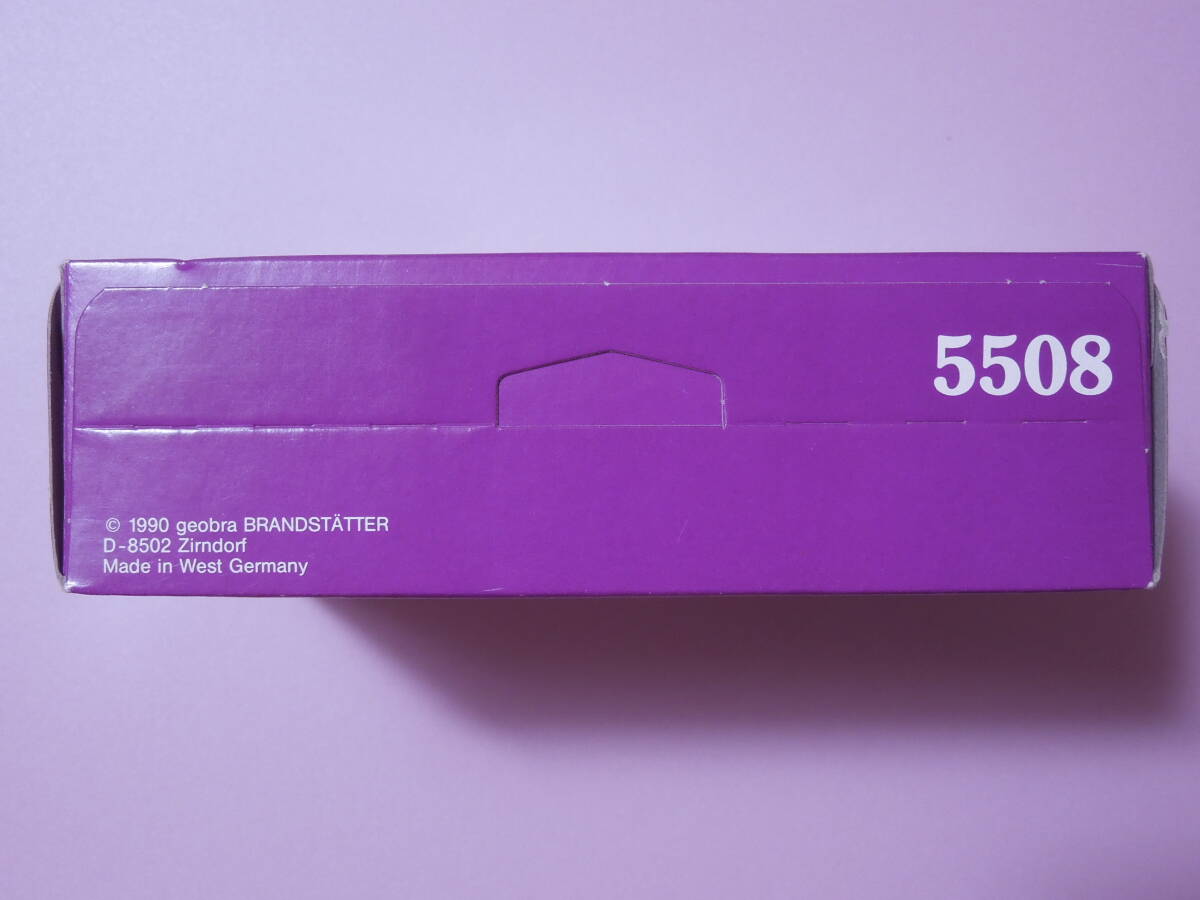 5508
© 1990 geobra BRANDSTÄTTER
D-8502 Zirndorf
Made in West Germany